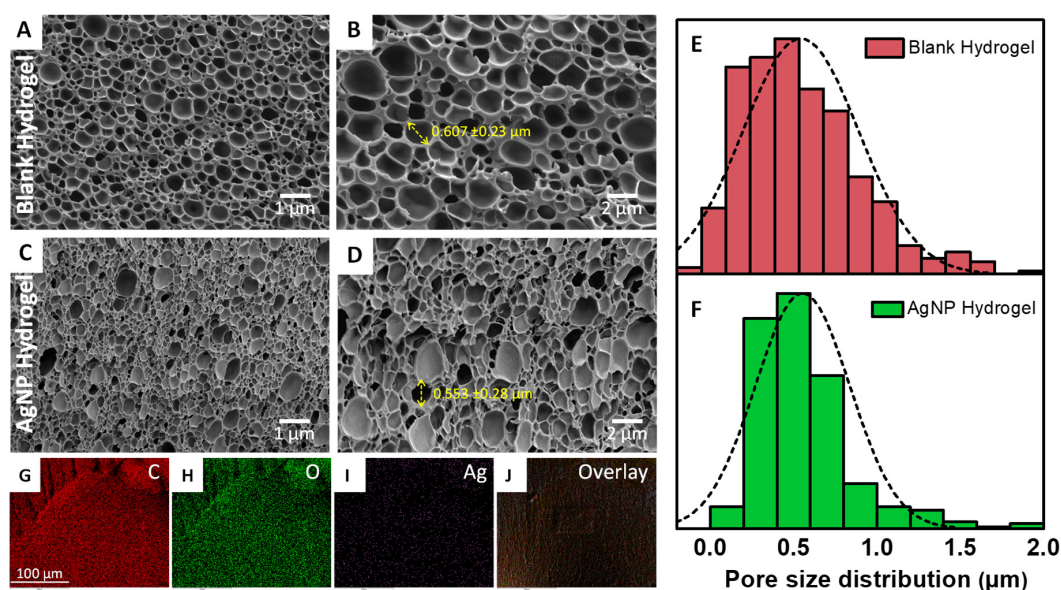 Blank Hydrogel
A
1 µm
B
0.607 ±0.23 µm
2 µm
AgNP Hydrogel
C
1 µm
D
0.553 ±0.28 µm
2 µm
G
C
100 µm
H
O
I
Ag
J
Overlay
E
Blank Hydrogel
F
AgNP Hydrogel
0.0 0.5 1.0 1.5 2.0
Pore size distribution (µm)